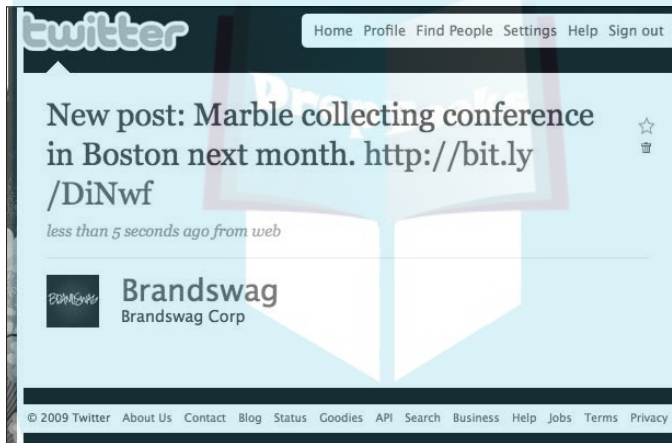 twitter
Home Profile Find People Settings Help Sign out
DropBooks
New post: Marble collecting conference
in Boston next month. http://bit.ly
/DiNwf
less than 5 seconds ago from web
BRANDSWAG
Brandswag
Brandswag Corp
© 2009 Twitter About Us Contact Blog Status Goodies API Search Business Help Jobs Terms Privacy